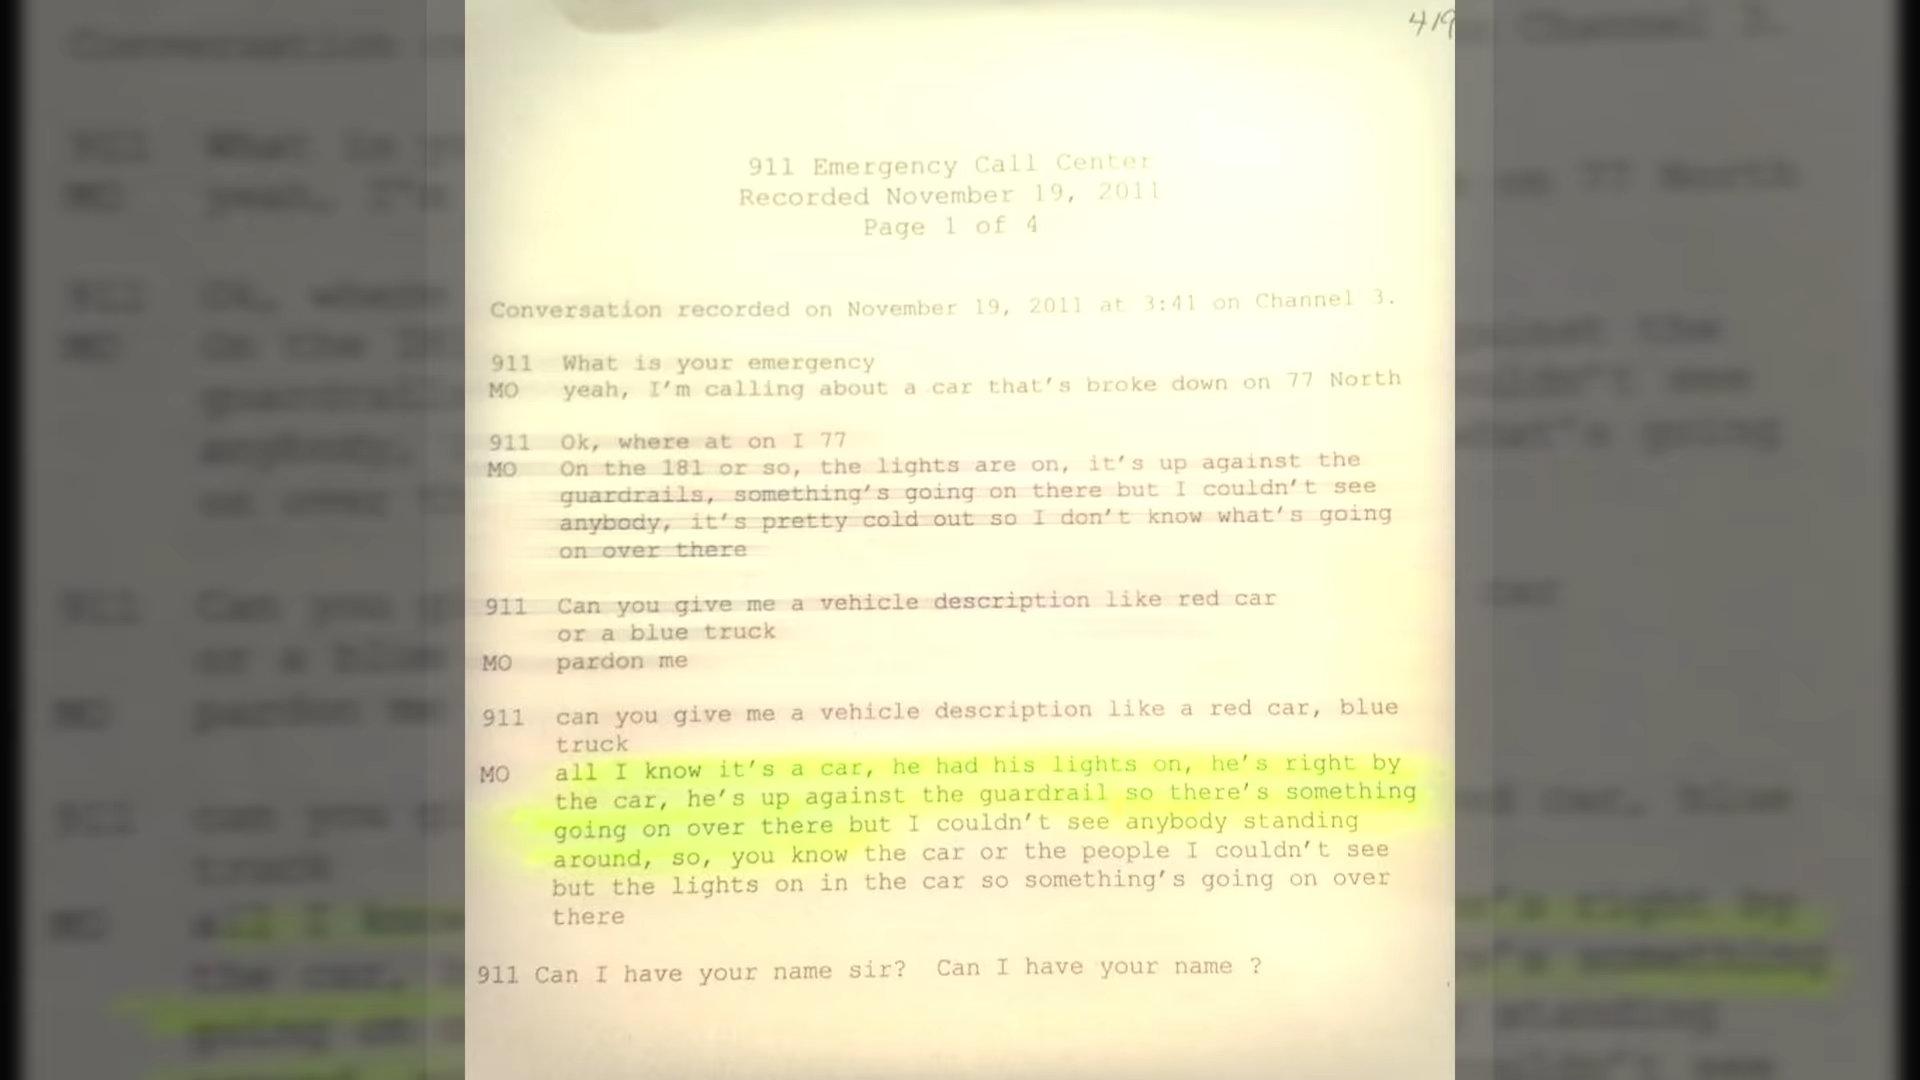 419
911 Emergency Call Center
Recorded November 19, 2011
Page 1 of 4
Conversation recorded on November 19, 2011 at 3:41 on Channel 3.
911 What is your emergency
MO yeah, I'm calling about a car that's broke down on 77 North
911 Ok, where at on I 77
MO On the 181 or so, the lights are on, it's up against the
guardrails, something's going on there but I couldn't see
anybody, it's pretty cold out so I don't know what's going
on over there
911 Can you give me a vehicle description like red car
or a blue truck
MO pardon me
911 can you give me a vehicle description like a red car, blue
truck
MO all I know it's a car, he had his lights on, he's right by
the car, he's up against the guardrail so there's something
going on over there but I couldn't see anybody standing
around, so, you know the car or the people I couldn't see
but the lights on in the car so something's going on over
there
911 Can I have your name sir? Can I have your name ?